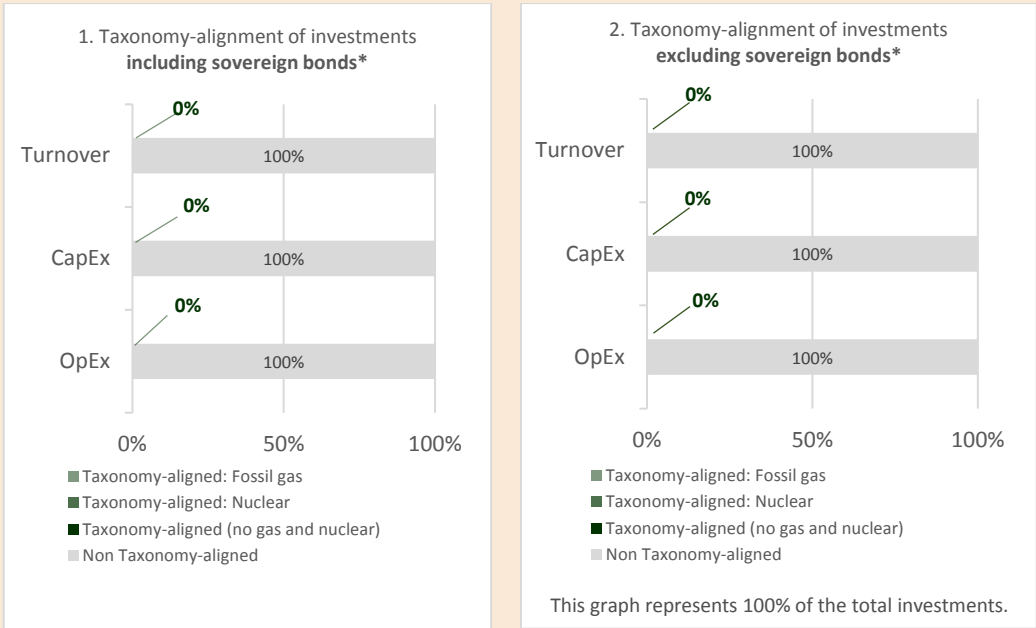 1. Taxonomy-alignment of investments
including sovereign bonds*
0%
Turnover
100%
0%
CapEx
100%
0%
OpEx
100%
0% 50% 100%
Taxonomy-aligned: Fossil gas
Taxonomy-aligned: Nuclear
Taxonomy-aligned (no gas and nuclear)
Non Taxonomy-aligned
2. Taxonomy-alignment of investments
excluding sovereign bonds*
0%
Turnover
100%
0%
CapEx
100%
0%
OpEx
100%
0% 50% 100%
Taxonomy-aligned: Fossil gas
Taxonomy-aligned: Nuclear
Taxonomy-aligned (no gas and nuclear)
Non Taxonomy-aligned
This graph represents 100% of the total investments.